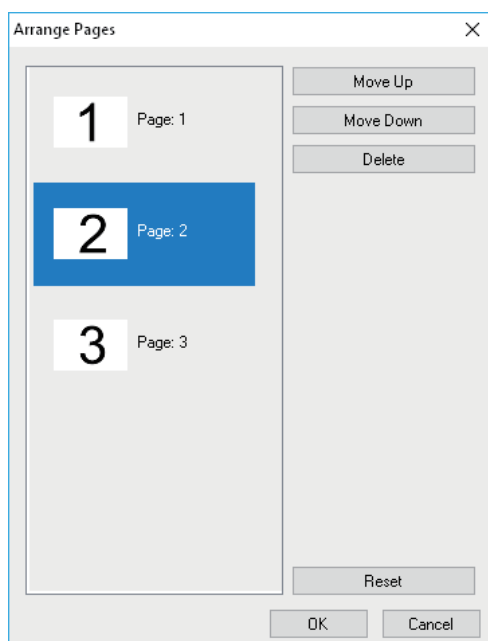 Arrange Pages
1 Page: 1
2 Page: 2
3 Page: 3
Move Up
Move Down
Delete
Reset
OK Cancel